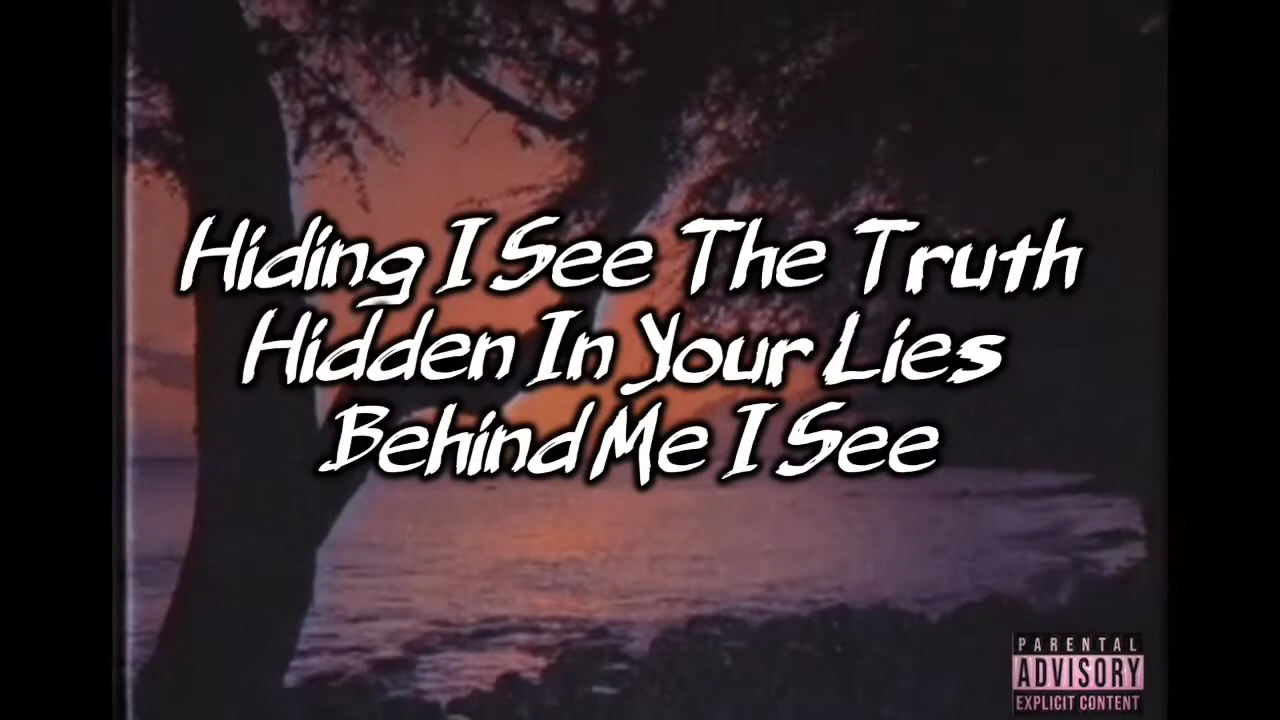 Hiding I See The Truth
Hidden In Your Lies
Behind Me I See
PARENTAL
ADVISORY
EXPLICIT CONTENT